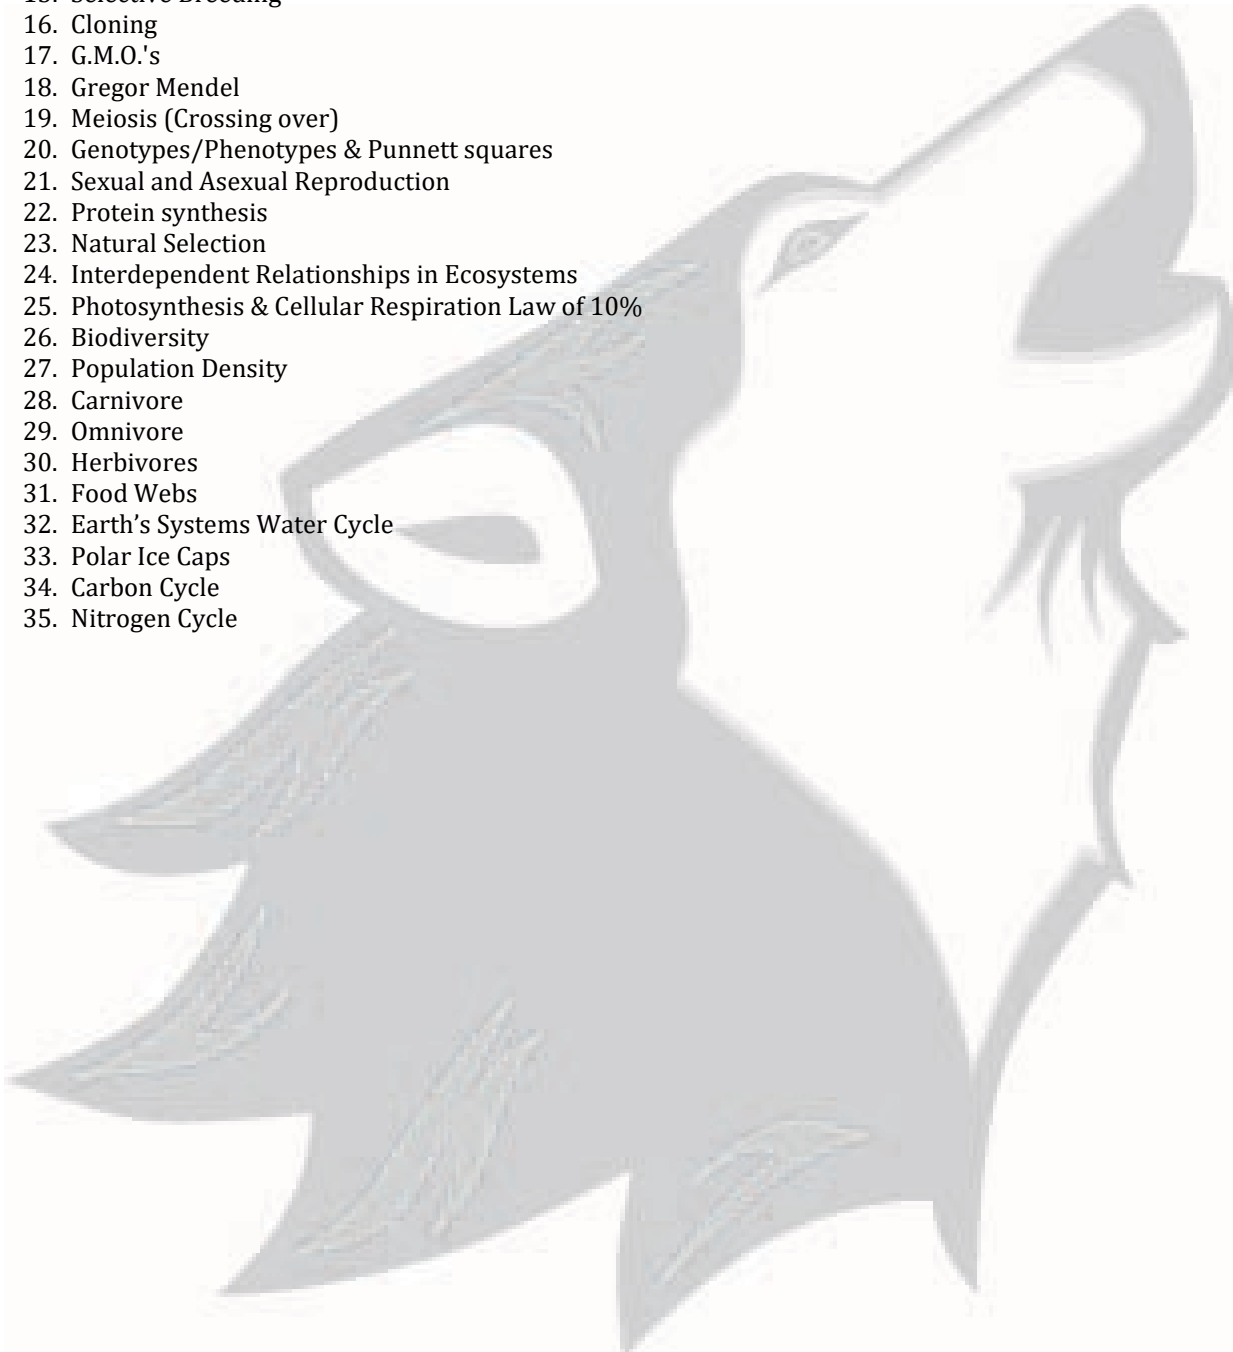 15. Selective Breeding
16. Cloning
17. G.M.O.'s
18. Gregor Mendel
19. Meiosis (Crossing over)
20. Genotypes/Phenotypes & Punnett squares
21. Sexual and Asexual Reproduction
22. Protein synthesis
23. Natural Selection
24. Interdependent Relationships in Ecosystems
25. Photosynthesis & Cellular Respiration Law of 10%
26. Biodiversity
27. Population Density
28. Carnivore
29. Omnivore
30. Herbivores
31. Food Webs
32. Earth’s Systems Water Cycle
33. Polar Ice Caps
34. Carbon Cycle
35. Nitrogen Cycle